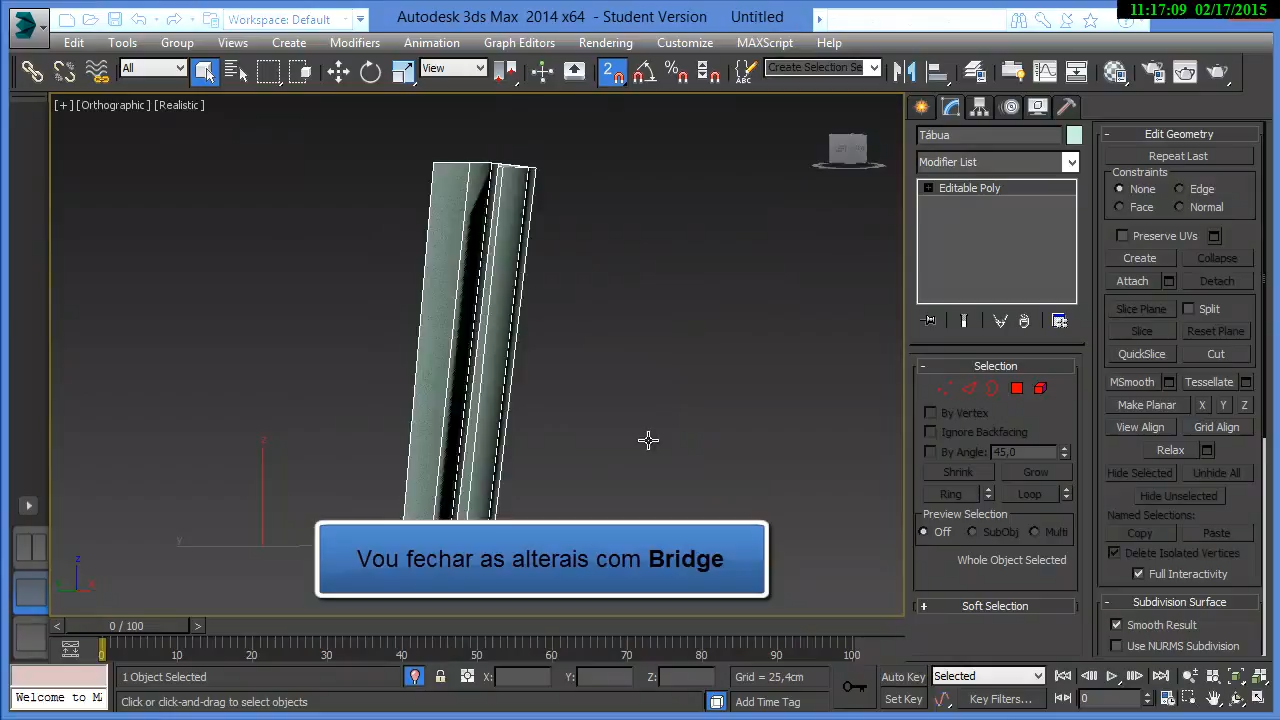 11:17:09 02/17/2015
Workspace: Default
Autodesk 3ds Max 2014 x64 - Student Version Untitled
Edit Tools Group Views Create Modifiers Animation Graph Editors Rendering Customize MAXScript Help
All
View
2
Create Selection Se
[+] [Orthographic] [Realistic]
Tábua
Modifier List
Editable Poly
Selection
By Vertex
Ignore Backfacing
By Angle: 45,0
Shrink Grow
Ring Loop
Preview Selection
Off SubObj Multi
Whole Object Selected
Soft Selection
Edit Geometry
Repeat Last
Constraints
None Edge
Face Normal
Preserve UVs
Create Collapse
Attach Detach
Slice Plane Split
Slice Reset Plane
QuickSlice Cut
MSmooth Tessellate
Make Planar X Y Z
View Align Grid Align
Relax
Hide Selected Unhide All
Hide Unselected
Named Selections:
Copy Paste
Delete Isolated Vertices
Full Interactivity
Subdivision Surface
Smooth Result
Use NURMS Subdivision
z
y
z
x
Vou fechar as alterais com Bridge
< 0 / 100 >
0 10 20 30 40 50 60 70 80 90 100
1 Object Selected X: Y: Z: Grid = 25,4cm Auto Key Selected
Welcome to M
Click or click-and-drag to select objects Add Time Tag Set Key Key Filters... 0